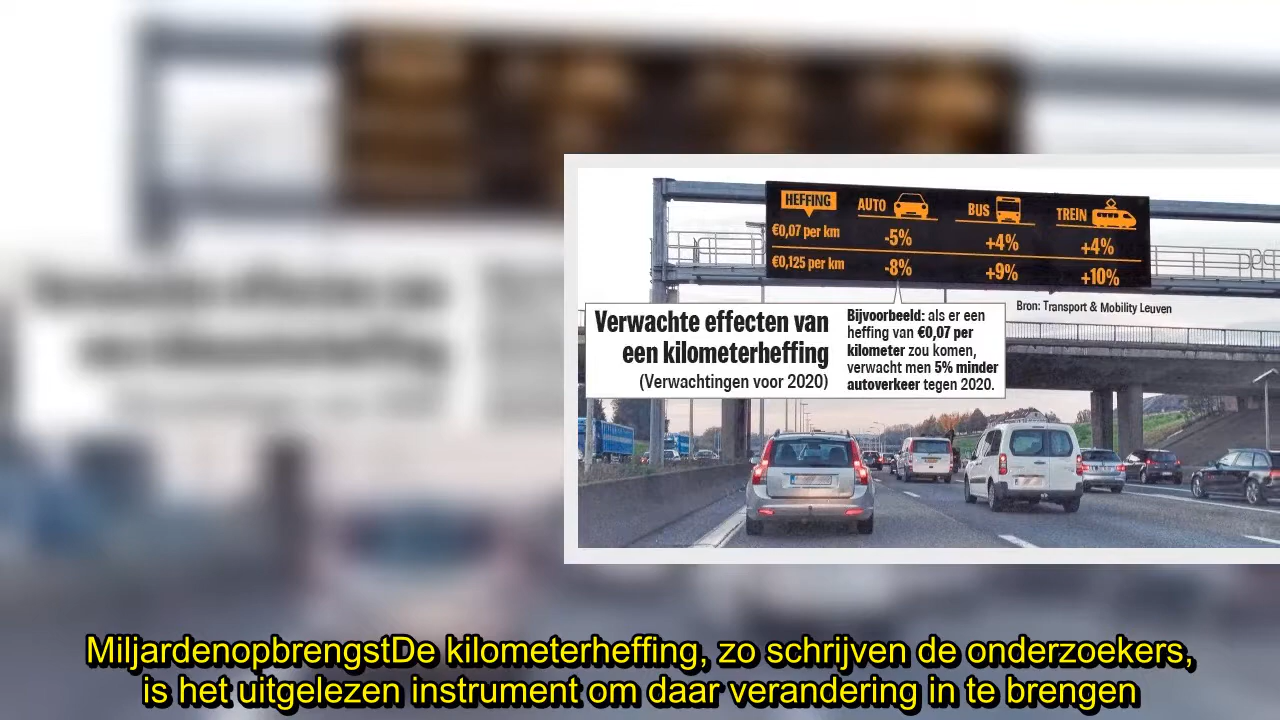 HEFFING AUTO BUS TREIN
€0,07 per km -5% +4% +4%
€0,125 per km -8% +9% +10%
Bron: Transport & Mobility Leuven
Verwachte effecten van
een kilometerheffing
(Verwachtingen voor 2020)
Bijvoorbeeld: als er een
heffing van €0,07 per
kilometer zou komen,
verwacht men 5% minder
autoverkeer tegen 2020.
MiljardenopbrengstDe kilometerheffing, zo schrijven de onderzoekers,
is het uitgelezen instrument om daar verandering in te brengen